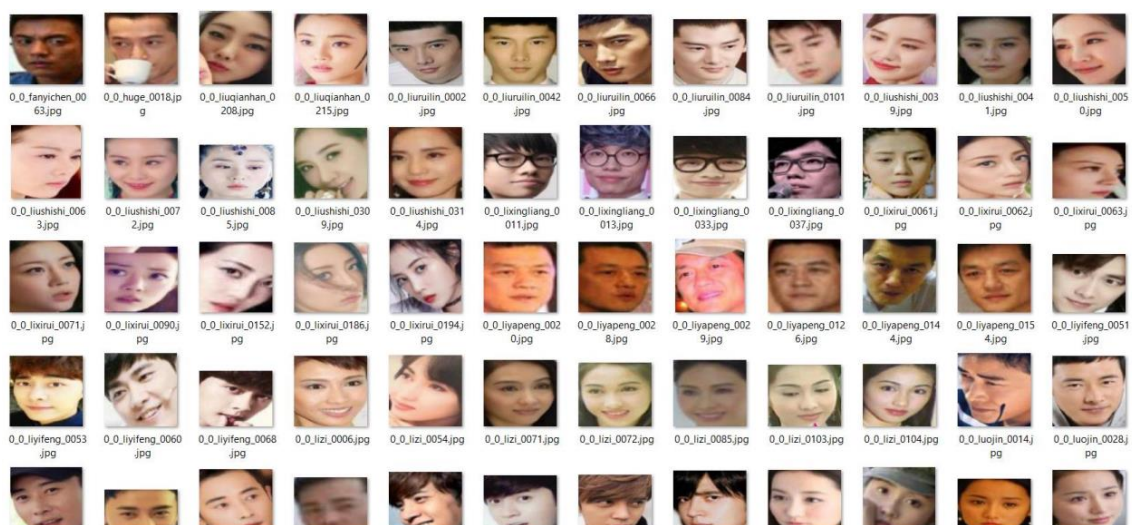 0_0_fanyichen_00 0_0_huge_0018.jp 0_0_liuqianhan_0 0_0_liuqianhan_0 0_0_liuruilin_0002 0_0_liuruilin_0042 0_0_liuruilin_0066 0_0_liuruilin_0084 0_0_liuruilin_0101 0_0_liushishi_003 0_0_liushishi_004 0_0_liushishi_005
63.jpg g 208.jpg 215.jpg .jpg .jpg .jpg .jpg .jpg 9.jpg 1.jpg 0.jpg
0_0_liushishi_006 0_0_liushishi_007 0_0_liushishi_008 0_0_liushishi_030 0_0_liushishi_031 0_0_lixingliang_0 0_0_lixingliang_0 0_0_lixingliang_0 0_0_lixingliang_0 0_0_lixirui_0061.j 0_0_lixirui_0062.j 0_0_lixirui_0063.j
3.jpg 2.jpg 5.jpg 9.jpg 4.jpg 011.jpg 013.jpg 033.jpg 037.jpg pg pg pg
0_0_lixirui_0071.j 0_0_lixirui_0090.j 0_0_lixirui_0152.j 0_0_lixirui_0186.j 0_0_lixirui_0194.j 0_0_liyapeng_002 0_0_liyapeng_002 0_0_liyapeng_002 0_0_liyapeng_012 0_0_liyapeng_014 0_0_liyapeng_015 0_0_liyifeng_0051
pg pg pg pg pg 0.jpg 8.jpg 9.jpg 6.jpg 4.jpg 4.jpg .jpg
0_0_liyifeng_0053 0_0_liyifeng_0060 0_0_liyifeng_0068 0_0_lizi_0006.jpg 0_0_lizi_0054.jpg 0_0_lizi_0071.jpg 0_0_lizi_0072.jpg 0_0_lizi_0085.jpg 0_0_lizi_0103.jpg 0_0_lizi_0104.jpg 0_0_luojin_0014.j 0_0_luojin_0028.j
.jpg .jpg .jpg pg pg